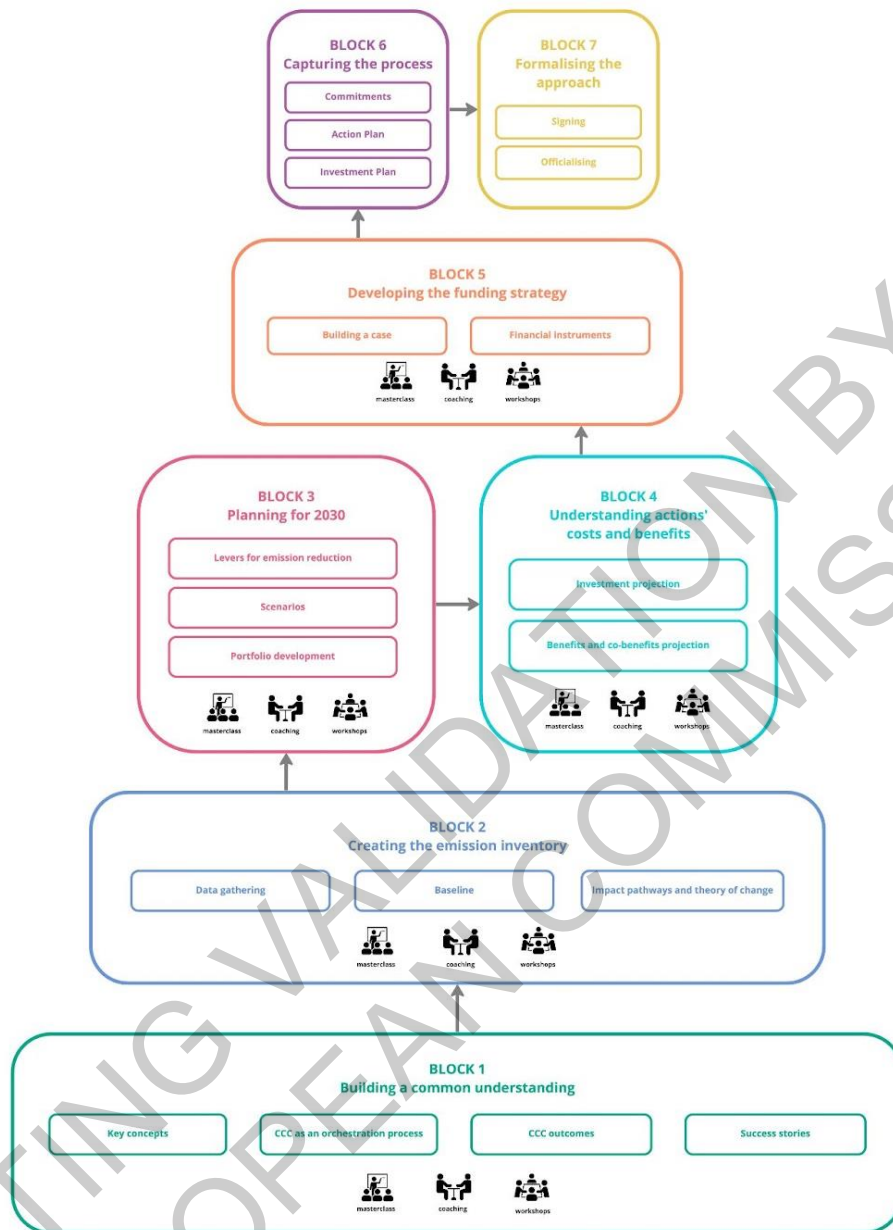 BLOCK 6
Capturing the process
Commitments
Action Plan
Investment Plan
BLOCK 7
Formalising the
approach
Signing
Officialising
BLOCK 5
Developing the funding strategy
Building a case
Financial instruments
masterclass
coaching
workshops
BLOCK 3
Planning for 2030
Levers for emission reduction
Scenarios
Portfolio development
masterclass
coaching
workshops
BLOCK 4
Understanding actions'
costs and benefits
Investment projection
Benefits and co-benefits projection
masterclass
coaching
workshops
BLOCK 2
Creating the emission inventory
Data gathering
Baseline
Impact pathways and theory of change
masterclass
coaching
workshops
BLOCK 1
Building a common understanding
Key concepts
CCC as an orchestration process
CCC outcomes
Success stories
masterclass
coaching
workshops
VALIDATION BY